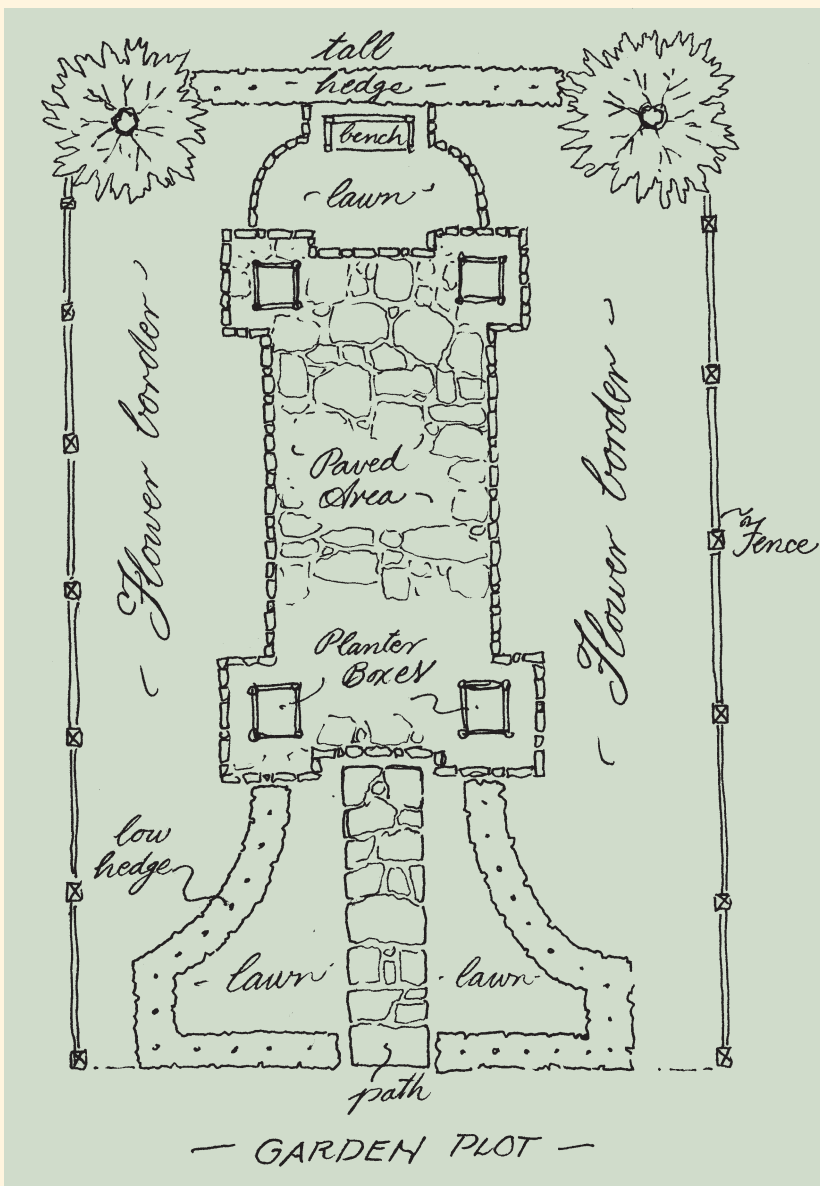 tall
hedge
bench
lawn
Flower border
Flower border
Paved
Area
Fence
Planter
Boxes
low
hedge
lawn
lawn
path
GARDEN PLOT